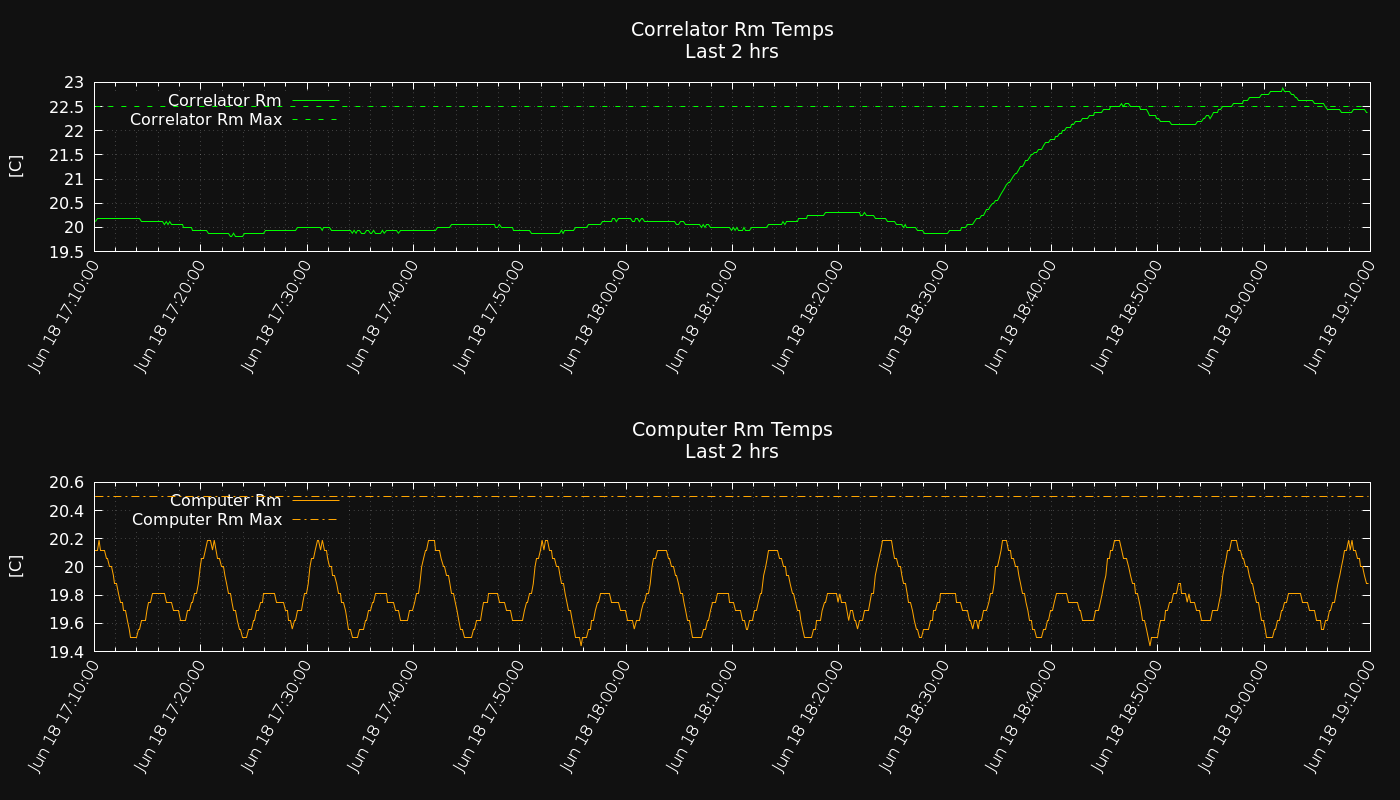 Correlator Rm Temps
Last 2 hrs
23
22.5
22
21.5
21
20.5
20
19.5
[C]
Correlator Rm
Correlator Rm Max
Jun 18 17:10:00
Jun 18 17:20:00
Jun 18 17:30:00
Jun 18 17:40:00
Jun 18 17:50:00
Jun 18 18:00:00
Jun 18 18:10:00
Jun 18 18:20:00
Jun 18 18:30:00
Jun 18 18:40:00
Jun 18 18:50:00
Jun 18 19:00:00
Jun 18 19:10:00
Computer Rm Temps
Last 2 hrs
20.6
20.4
20.2
20
19.8
19.6
19.4
[C]
Computer Rm
Computer Rm Max
Jun 18 17:10:00
Jun 18 17:20:00
Jun 18 17:30:00
Jun 18 17:40:00
Jun 18 17:50:00
Jun 18 18:00:00
Jun 18 18:10:00
Jun 18 18:20:00
Jun 18 18:30:00
Jun 18 18:40:00
Jun 18 18:50:00
Jun 18 19:00:00
Jun 18 19:10:00